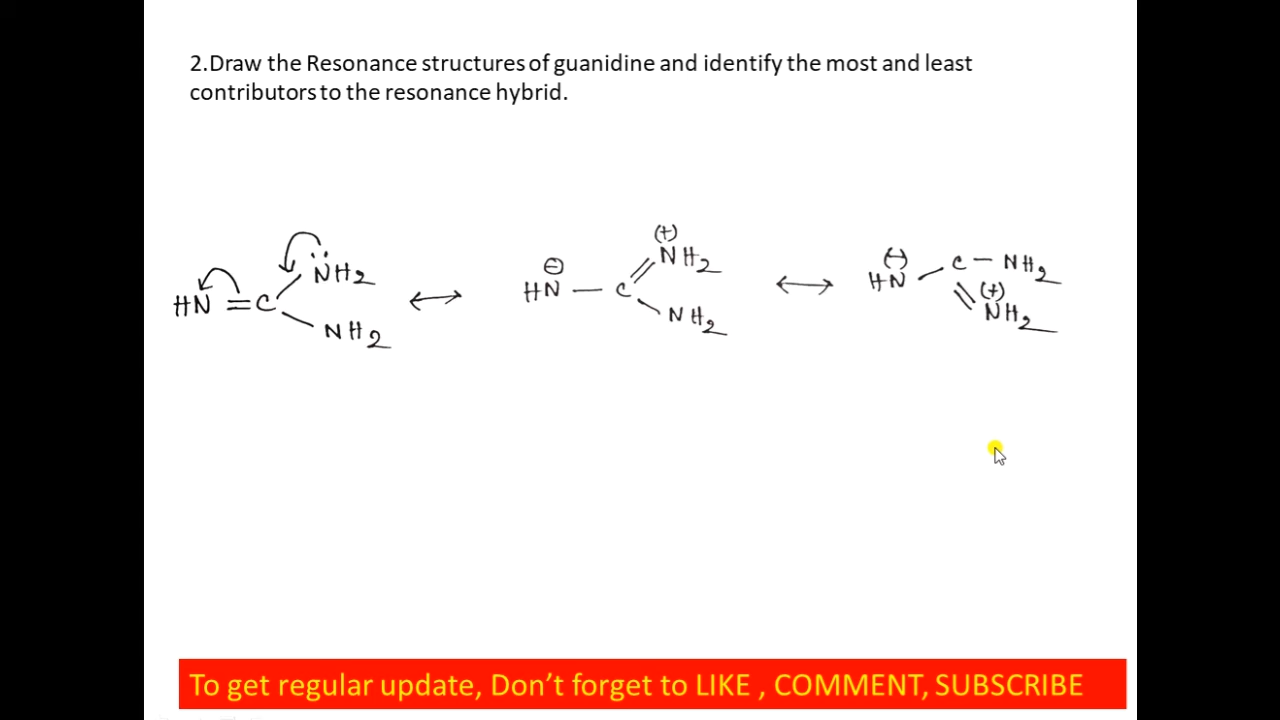 2.Draw the Resonance structures of guanidine and identify the most and least
contributors to the resonance hybrid.
HN = C NH2 NH2 ⟷ ⊖ HN — C (+) NH2 NH2 ⟷ (-) HN C — NH2 (+) NH2
To get regular update, Don't forget to LIKE , COMMENT, SUBSCRIBE